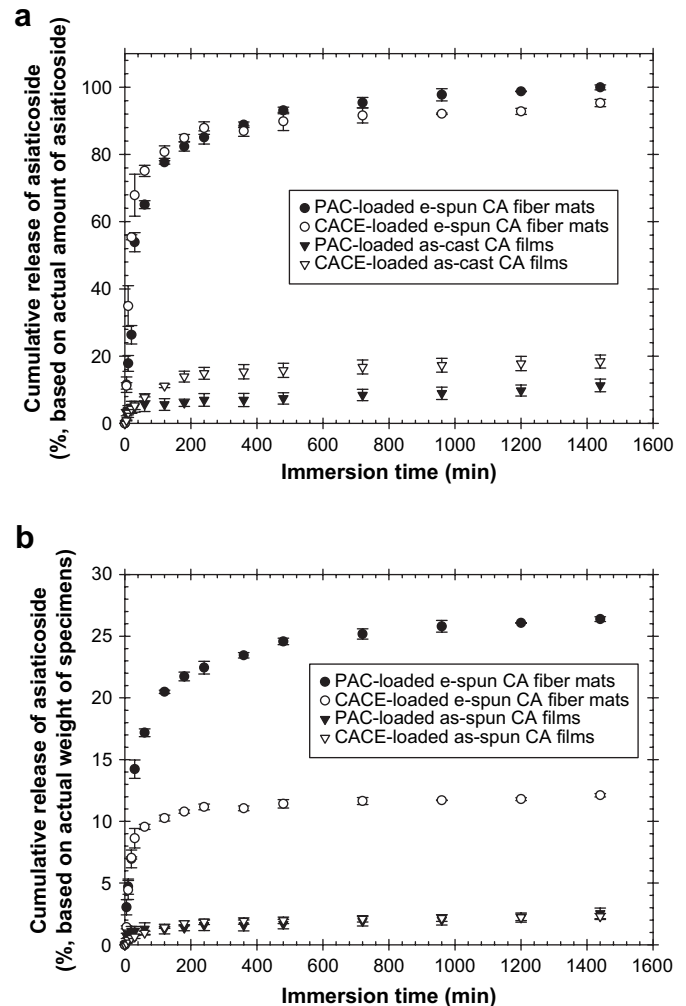 a
Cumulative release of asiaticoside
(%, based on actual amount of asiaticoside)
100
80
60
40
20
0
PAC-loaded e-spun CA fiber mats
CACE-loaded e-spun CA fiber mats
PAC-loaded as-cast CA films
CACE-loaded as-cast CA films
0 200 400 600 800 1000 1200 1400 1600
Immersion time (min)
b
Cumulative release of asiaticoside
(%, based on actual weight of specimens)
30
25
20
15
10
5
0
PAC-loaded e-spun CA fiber mats
CACE-loaded e-spun CA fiber mats
PAC-loaded as-spun CA films
CACE-loaded as-spun CA films
0 200 400 600 800 1000 1200 1400 1600
Immersion time (min)